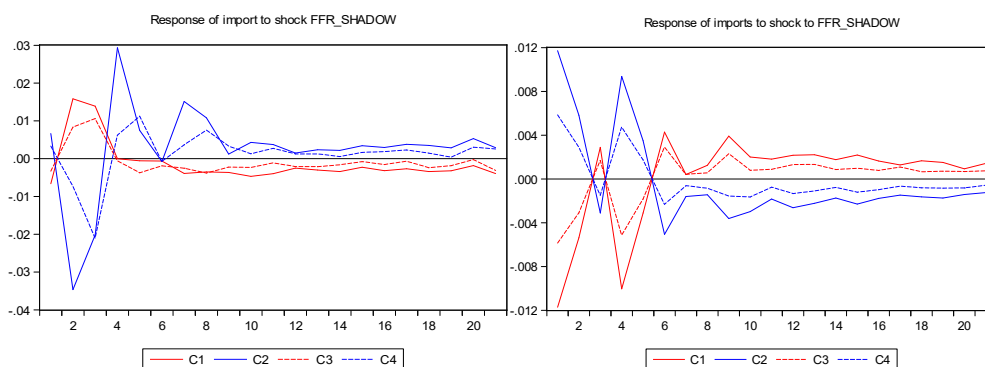 Response of import to shock FFR_SHADOW
.03
.02
.01
.00
-.01
-.02
-.03
-.04
2 4 6 8 10 12 14 16 18 20
C1 C2 C3 C4
Response of imports to shock to FFR_SHADOW
.012
.008
.004
.000
-.004
-.008
-.012
2 4 6 8 10 12 14 16 18 20
C1 C2 C3 C4